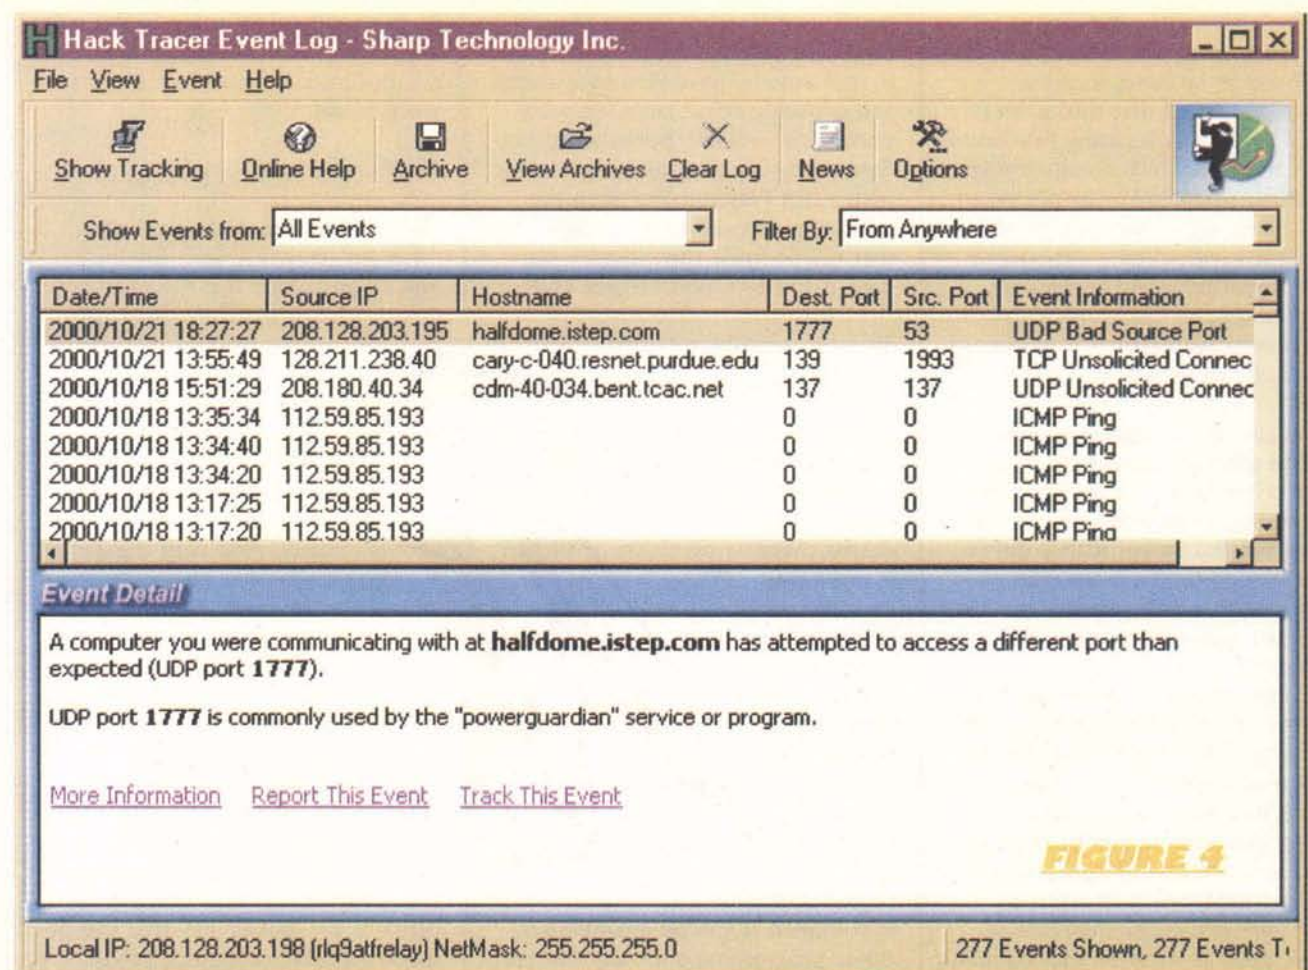 Hack Tracer Event Log - Sharp Technology Inc.
File View Event Help
Show Tracking Online Help Archive View Archives Clear Log News Options
Show Events from: All Events Filter By: From Anywhere
Date/Time Source IP Hostname Dest. Port Src. Port Event Information
2000/10/21 18:27:27 208.128.203.195 halfdome.istep.com 1777 53 UDP Bad Source Port
2000/10/21 13:55:49 128.211.238.40 cary-c-040.resnet.purdue.edu 139 1993 TCP Unsolicited Connec
2000/10/18 15:51:29 208.180.40.34 cdm-40-034.bent.tcac.net 137 137 UDP Unsolicited Connec
2000/10/18 13:35:34 112.59.85.193 0 0 ICMP Ping
2000/10/18 13:34:40 112.59.85.193 0 0 ICMP Ping
2000/10/18 13:34:20 112.59.85.193 0 0 ICMP Ping
2000/10/18 13:17:25 112.59.85.193 0 0 ICMP Ping
2000/10/18 13:17:20 112.59.85.193 0 0 ICMP Ping
Event Detail
A computer you were communicating with at halfdome.istep.com has attempted to access a different port than
expected (UDP port 1777).
UDP port 1777 is commonly used by the "powerguardian" service or program.
More Information Report This Event Track This Event
FIGURE 4
Local IP: 208.128.203.198 (rlq9atfrelay) NetMask: 255.255.255.0 277 Events Shown, 277 Events T